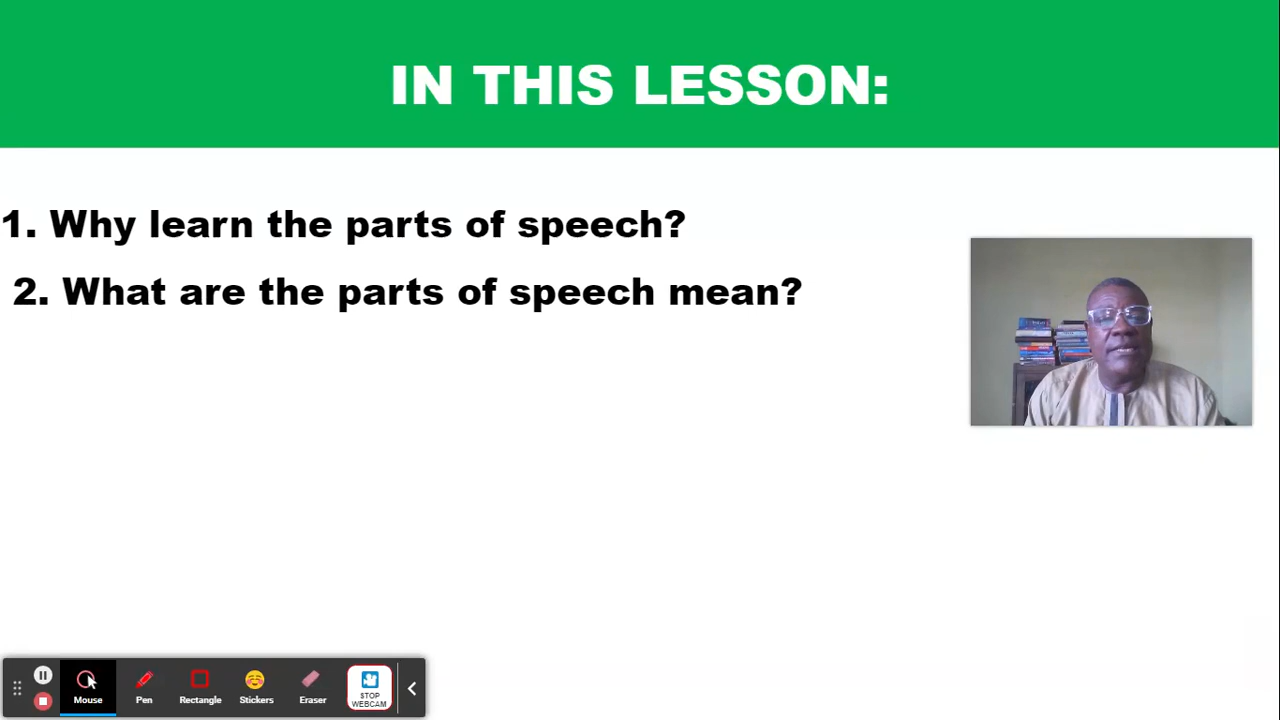 IN THIS LESSON:
1. Why learn the parts of speech?
2. What are the parts of speech mean?
Mouse
Pen
Rectangle
Stickers
Eraser
STOP
WEBCAM